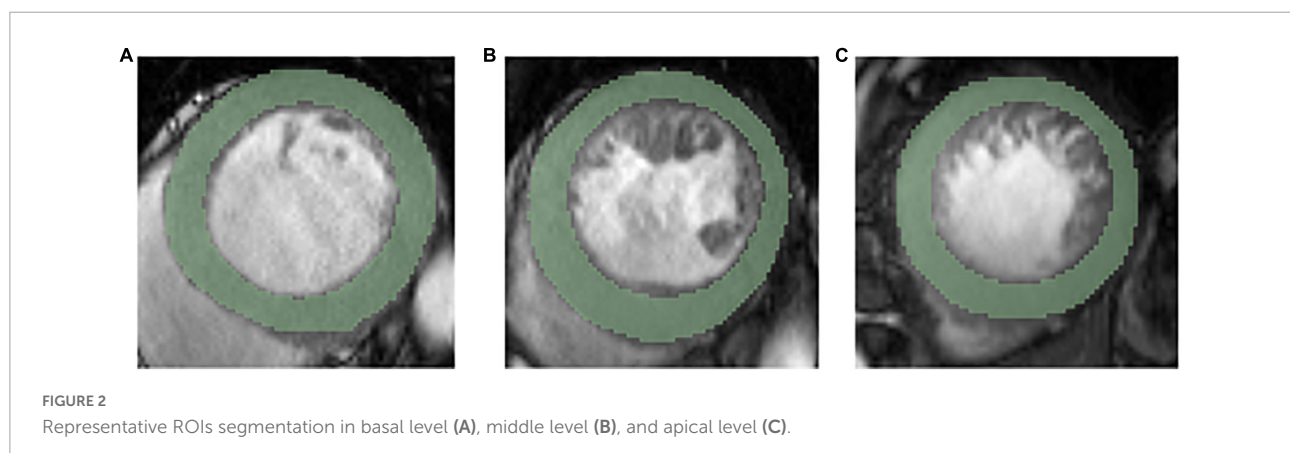 A B C
FIGURE 2
Representative ROIs segmentation in basal level (A), middle level (B), and apical level (C).